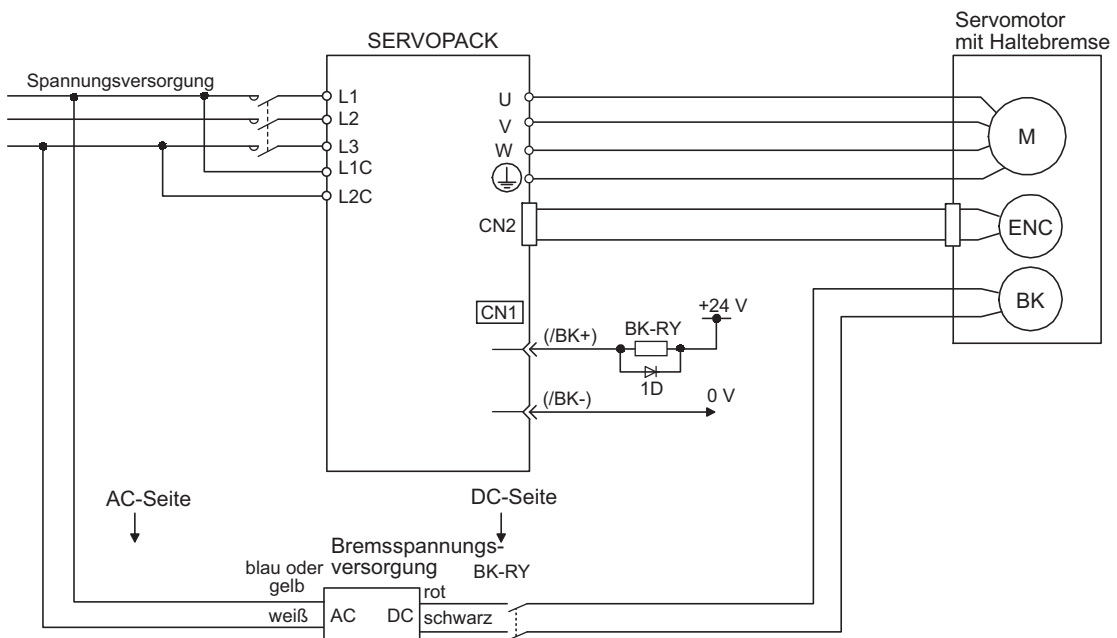 Servomotor
mit Haltebremse
SERVOPACK
Spannungsversorgung
L1
L2
L3
L1C
L2C
U
V
W
M
CN2
ENC
CN1
BK
+24 V
(/BK+)
BK-RY
1D
(/BK-)
0 V
AC-Seite
DC-Seite
Bremsspannungs-
versorgung
BK-RY
blau oder
gelb
rot
weiß
AC
DC
schwarz